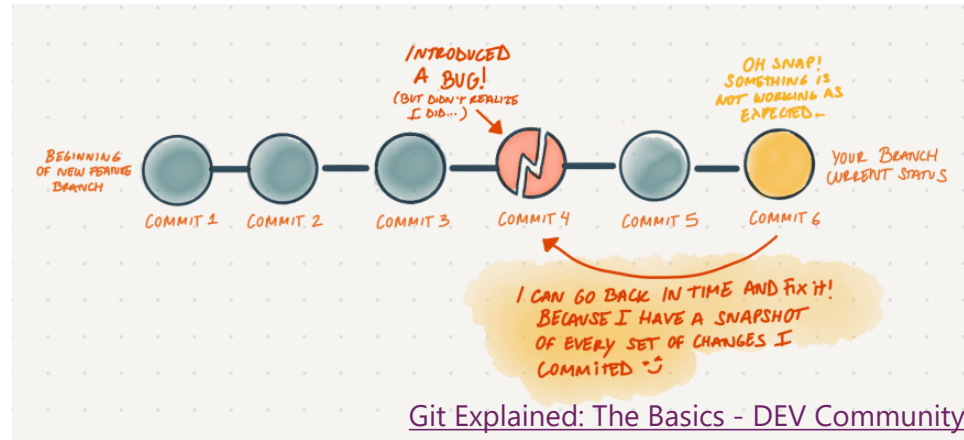 INTRODUCED
A BUG!
(BUT DIDN'T REALIZE
I DID...)
OH SNAP!
SOMETHING IS
NOT WORKING AS
EXPECTED...
BEGINNING
OF NEW FEATURE
BRANCH
YOUR BRANCH
CURRENT STATUS
COMMIT 1
COMMIT 2
COMMIT 3
COMMIT 4
COMMIT 5
COMMIT 6
I CAN GO BACK IN TIME AND FIX IT!
BECAUSE I HAVE A SNAPSHOT
OF EVERY SET OF CHANGES I
COMMITED
Git Explained: The Basics - DEV Community